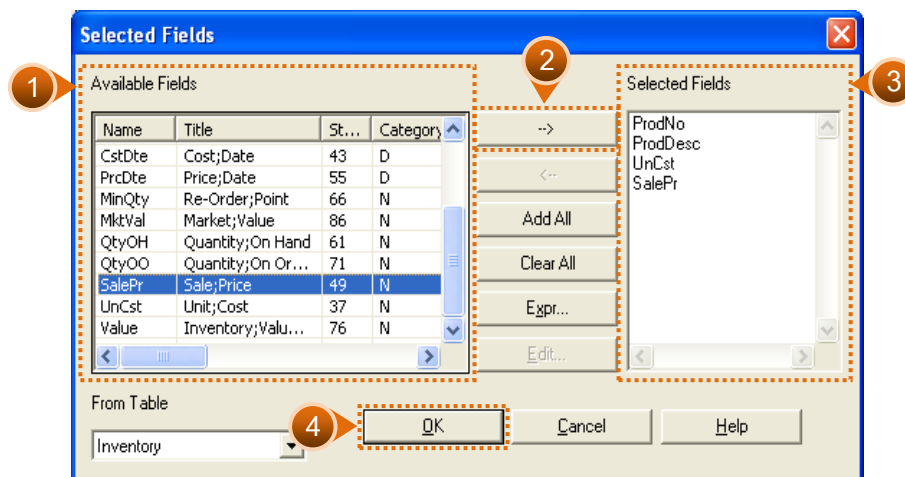 Selected Fields
1
Available Fields
2
Selected Fields
3
Name Title St... Category
CstDte Cost;Date 43 D
PrcDte Price;Date 55 D
MinQty Re-Order;Point 66 N
MktVal Market;Value 86 N
QtyOH Quantity;On Hand 61 N
QtyOO Quantity;On Or... 71 N
SalePr Sale;Price 49 N
UnCst Unit;Cost 37 N
Value Inventory;Valu... 76 N
-->
<--
Add All
Clear All
Expr...
Edit...
ProdNo
ProdDesc
UnCst
SalePr
From Table
Inventory
4
OK
Cancel
Help